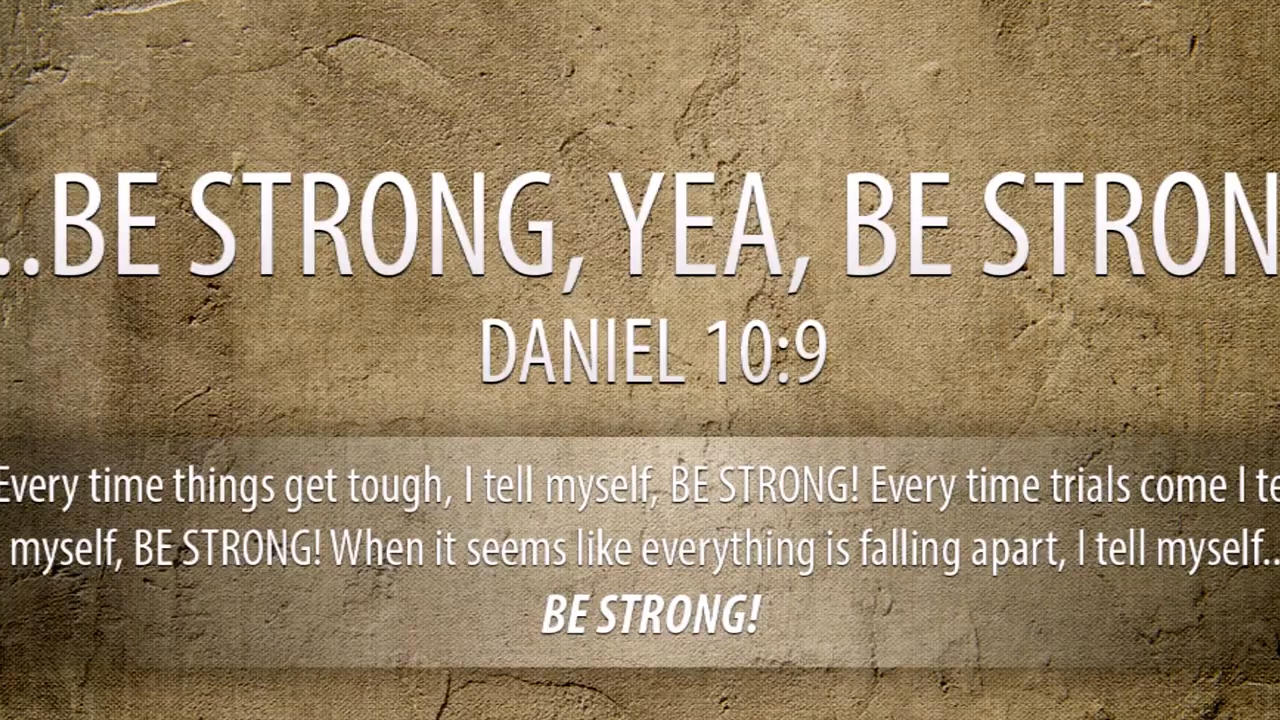 ..BE STRONG, YEA, BE STRON
DANIEL 10:9
Every time things get tough, I tell myself, BE STRONG! Every time trials come I te
myself, BE STRONG! When it seems like everything is falling apart, I tell myself..
BE STRONG!